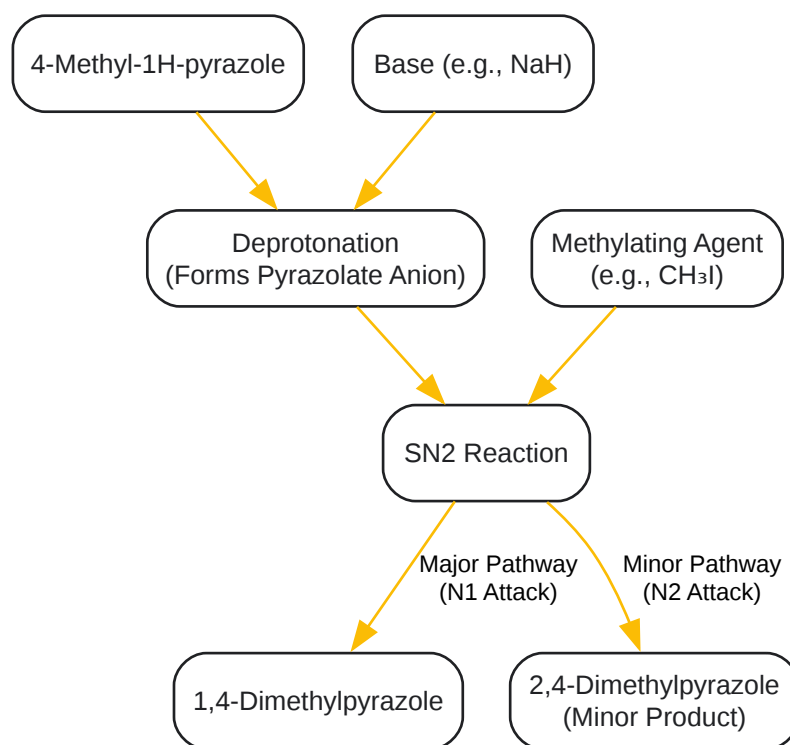 4-Methyl-1H-pyrazole
Base (e.g., NaH)
Deprotonation
(Forms Pyrazolate Anion)
Methylating Agent
(e.g., CH₃I)
SN2 Reaction
Major Pathway
(N1 Attack)
Minor Pathway
(N2 Attack)
1,4-Dimethylpyrazole
2,4-Dimethylpyrazole
(Minor Product)